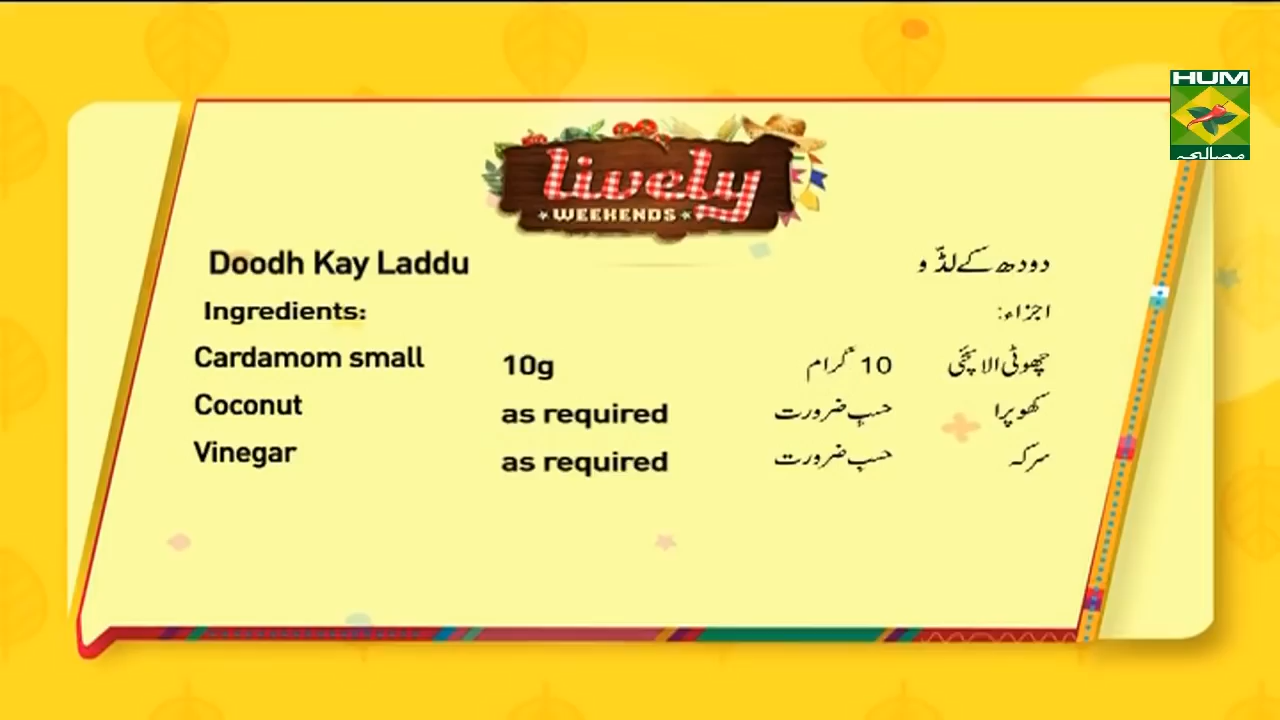 HUM
مصالحہ
lively
WEEKENDS
Doodh Kay Laddu دودھ کے لڈّو
Ingredients: اجزاء:
Cardamom small 10g 10 گرام چھوٹی الائچی
Coconut as required حسبِ ضرورت کھوپرا
Vinegar as required حسبِ ضرورت سرکہ